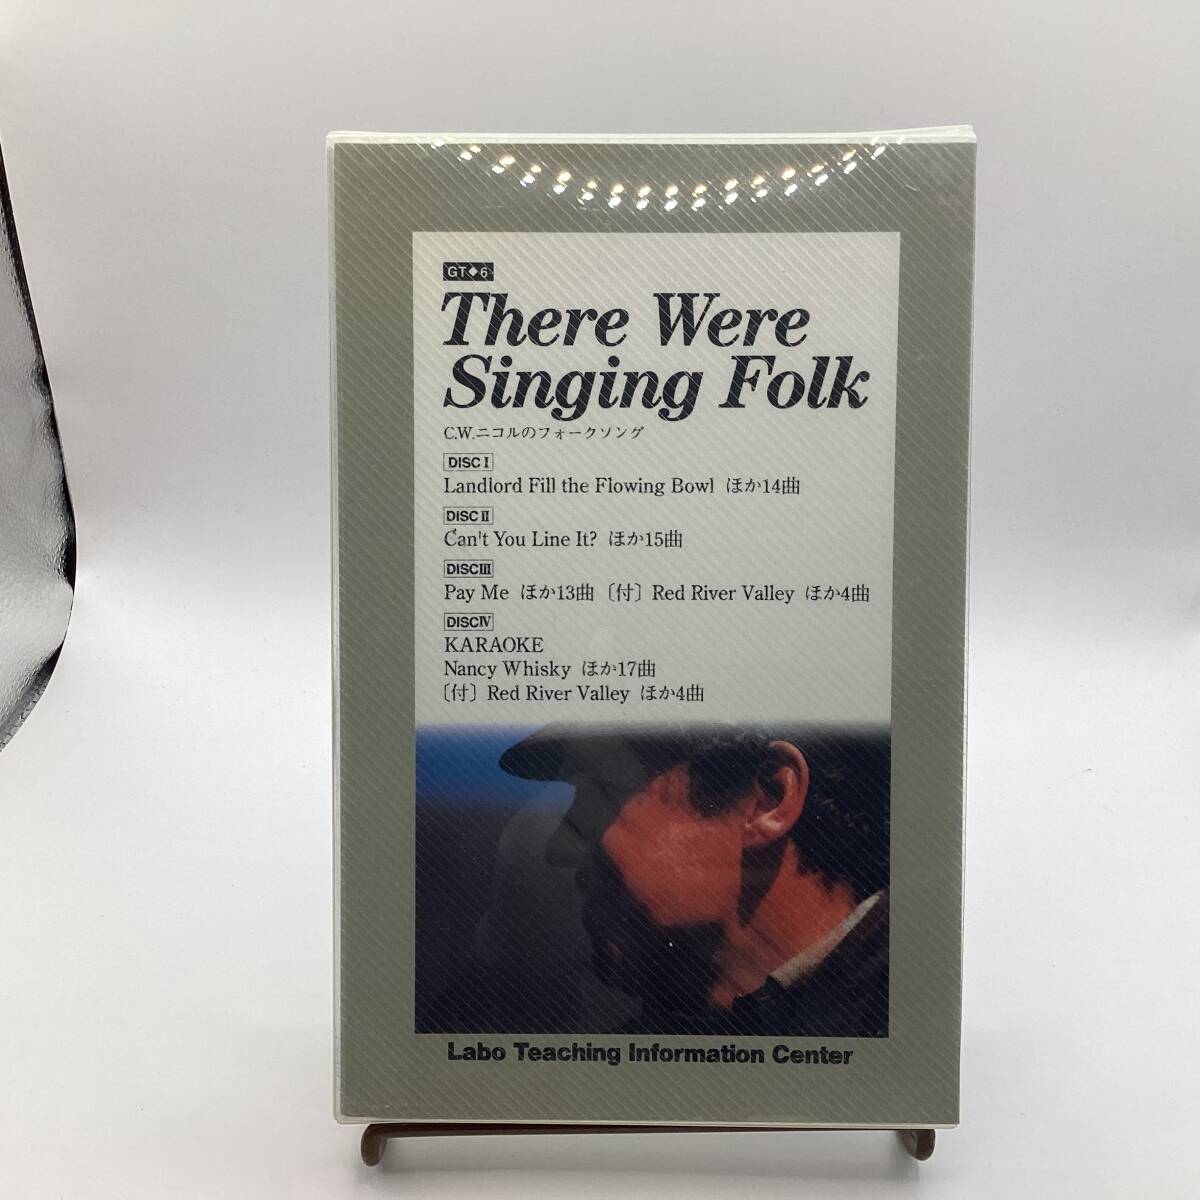 GT◆6
There Were
Singing Folk
C.W.ニコルのフォークソング
DISC I
Landlord Fill the Flowing Bowl ほか14曲
DISC II
Can't You Line It? ほか15曲
DISC III
Pay Me ほか13曲〔付〕Red River Valley ほか4曲
DISC IV
KARAOKE
Nancy Whisky ほか17曲
〔付〕Red River Valley ほか4曲
Labo Teaching Information Center